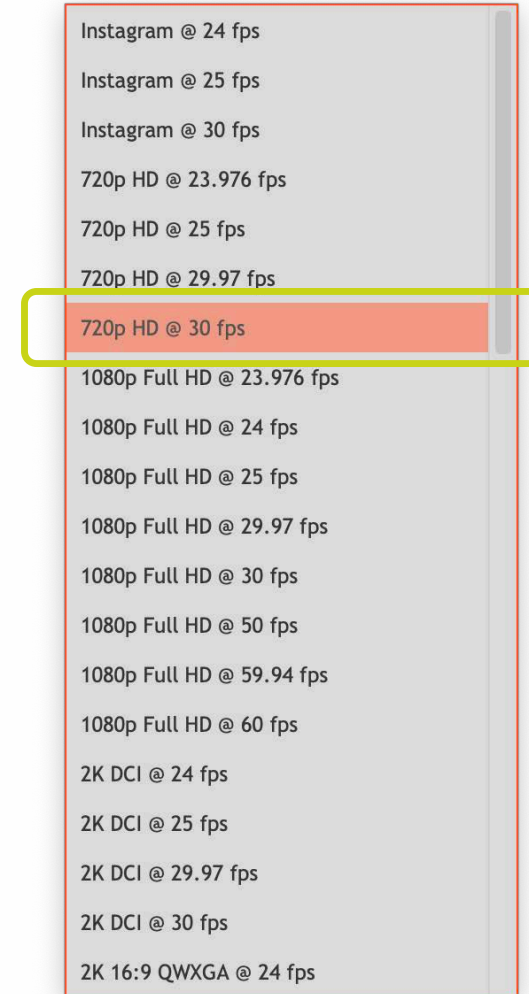 Instagram @ 24 fps
Instagram @ 25 fps
Instagram @ 30 fps
720p HD @ 23.976 fps
720p HD @ 25 fps
720p HD @ 29.97 fps
720p HD @ 30 fps
1080p Full HD @ 23.976 fps
1080p Full HD @ 24 fps
1080p Full HD @ 25 fps
1080p Full HD @ 29.97 fps
1080p Full HD @ 30 fps
1080p Full HD @ 50 fps
1080p Full HD @ 59.94 fps
1080p Full HD @ 60 fps
2K DCI @ 24 fps
2K DCI @ 25 fps
2K DCI @ 29.97 fps
2K DCI @ 30 fps
2K 16:9 QWXGA @ 24 fps